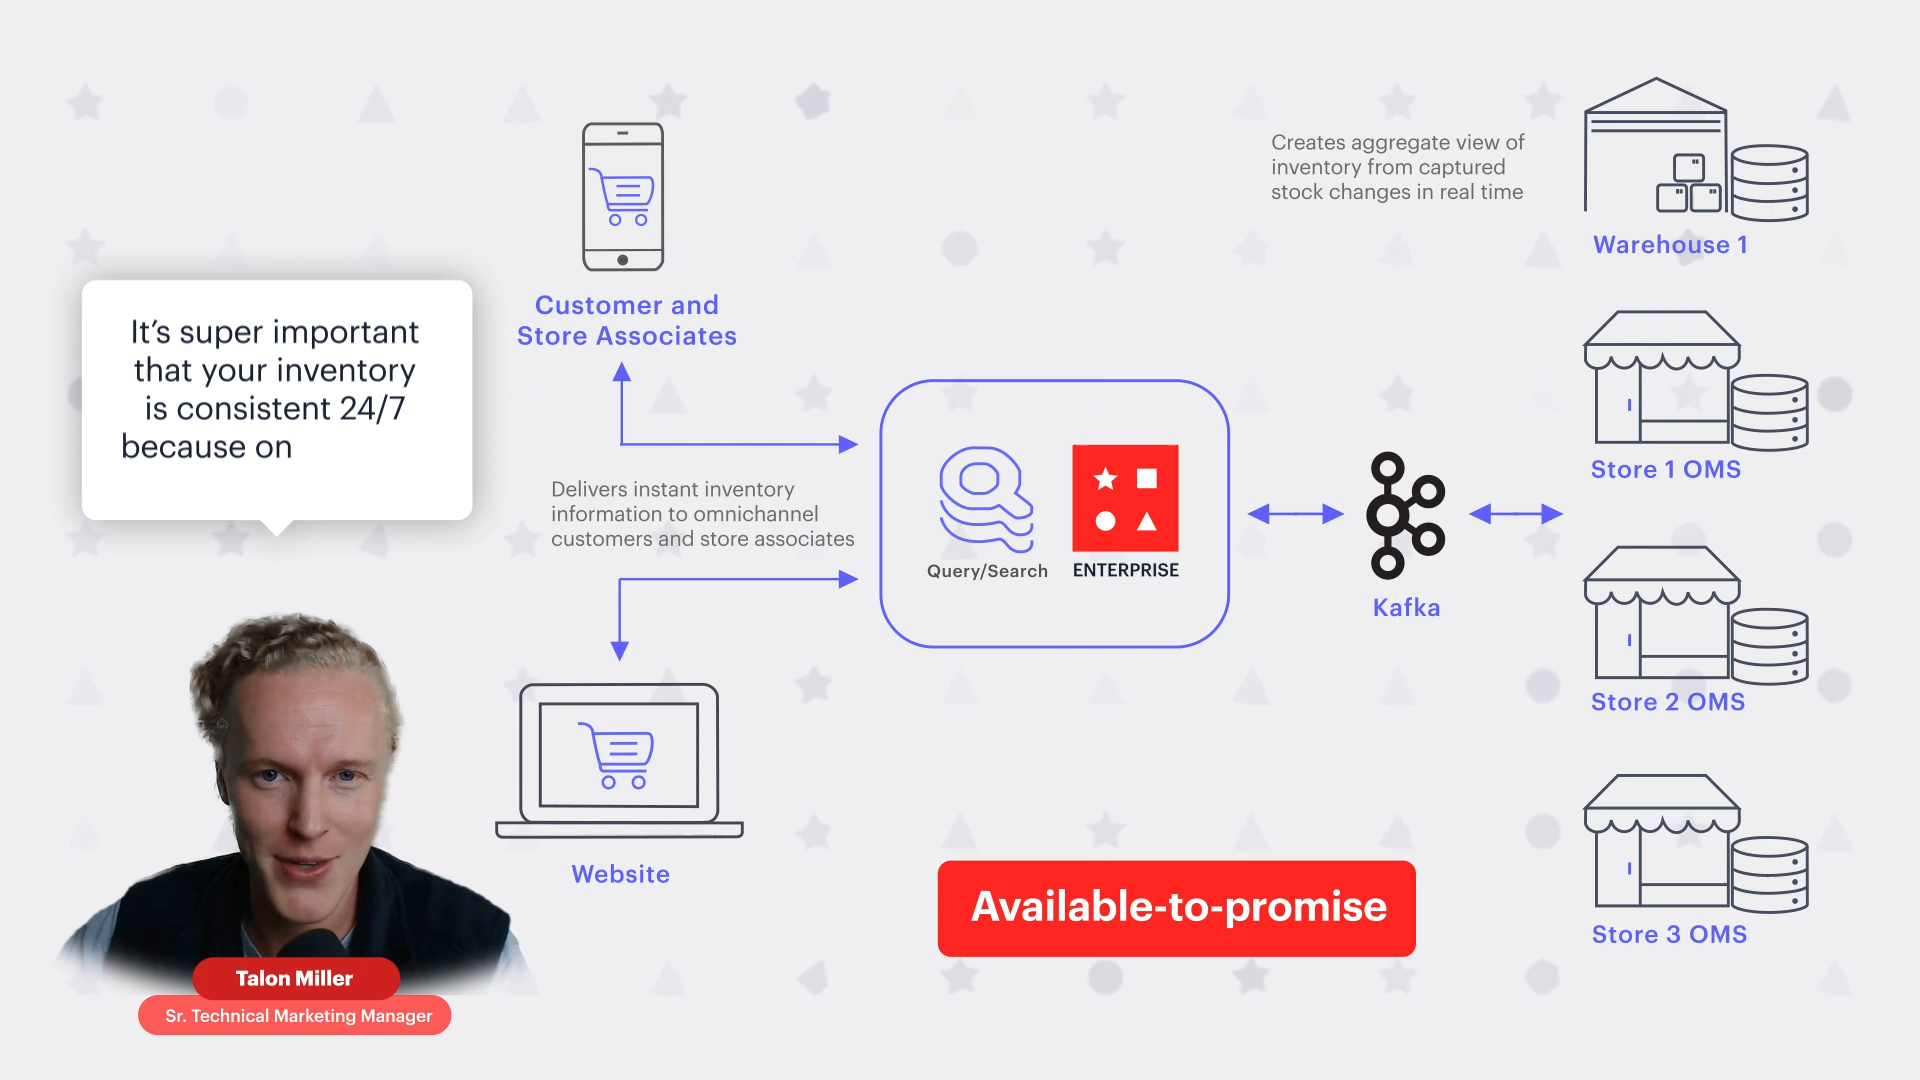 Creates aggregate view of
inventory from captured
stock changes in real time
Warehouse 1
Customer and
Store Associates
It's super important
that your inventory
is consistent 24/7
because on
Store 1 OMS
Delivers instant inventory
information to omnichannel
customers and store associates
Query/Search
ENTERPRISE
Kafka
Store 2 OMS
Website
Available-to-promise
Store 3 OMS
Talon Miller
Sr. Technical Marketing Manager